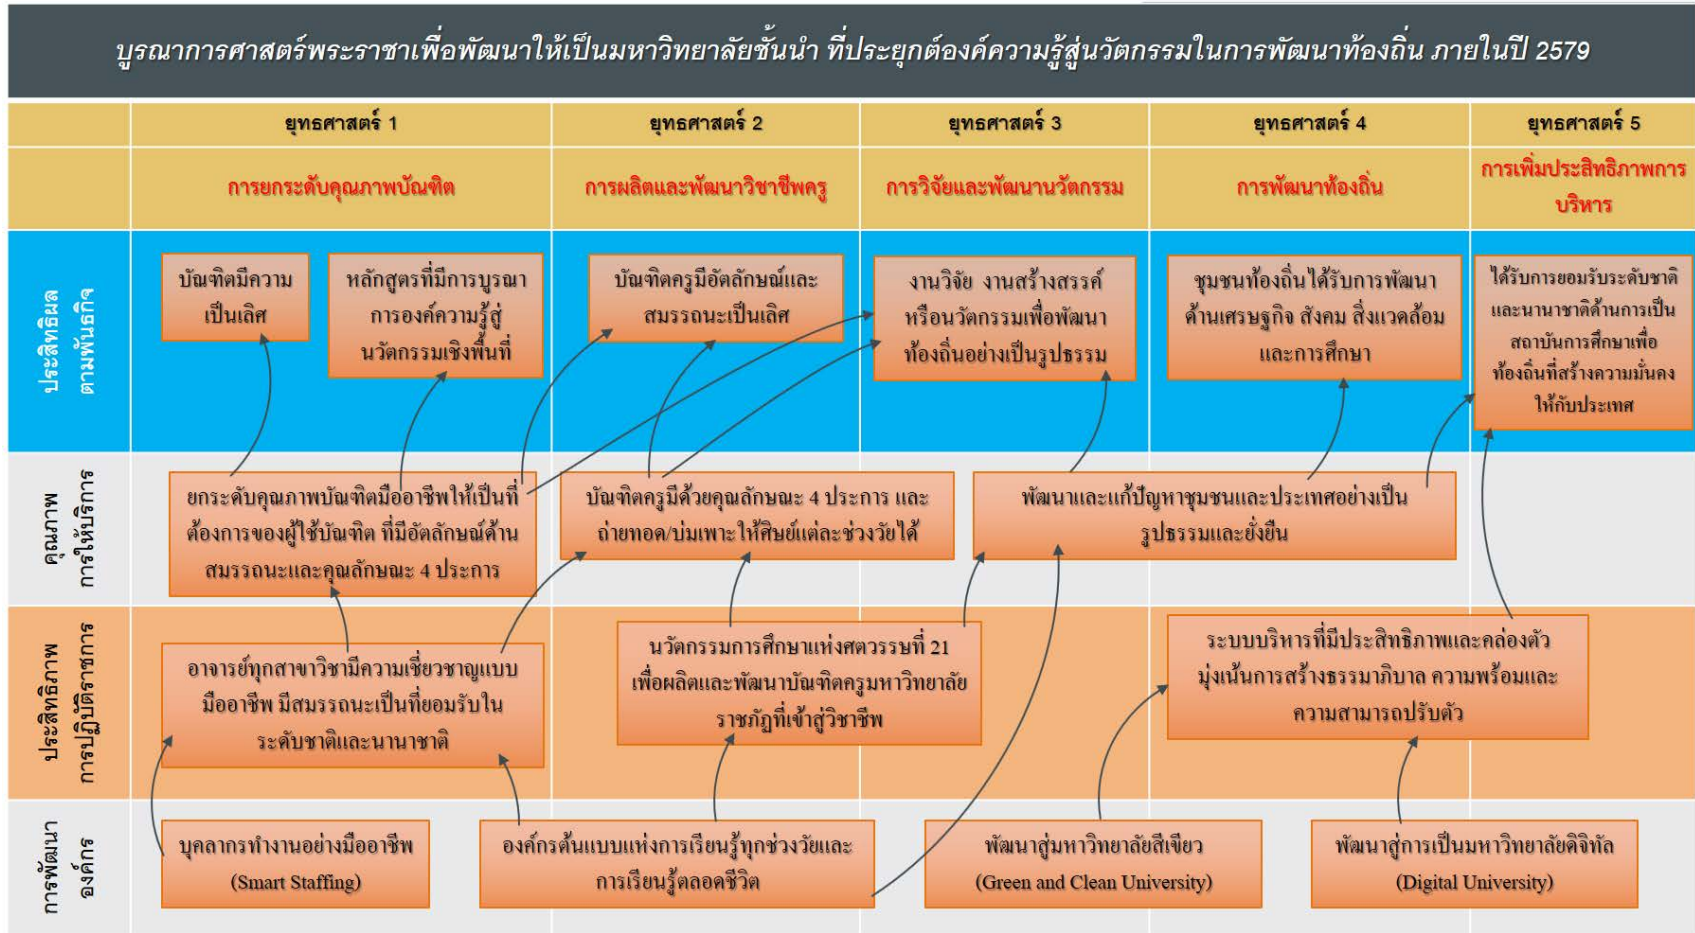 บูรณาการศาสตร์พระราชาเพื่อพัฒนาให้เป็นมหาวิทยาลัยชั้นนำ ที่ประยุกต์องค์ความรู้สู่นวัตกรรมในการพัฒนาท้องถิ่น ภายในปี 2579
ยุทธศาสตร์ 1
ยุทธศาสตร์ 2
ยุทธศาสตร์ 3
ยุทธศาสตร์ 4
ยุทธศาสตร์ 5
การยกระดับคุณภาพบัณฑิต
การผลิตและพัฒนาวิชาชีพครู
การวิจัยและพัฒนานวัตกรรม
การพัฒนาท้องถิ่น
การเพิ่มประสิทธิภาพการ
บริหาร
ประสิทธิผล
ตามพันธกิจ
บัณฑิตมีความ
เป็นเลิศ
หลักสูตรที่มีการบูรณา
การองค์ความรู้สู่
นวัตกรรมเชิงพื้นที่
บัณฑิตครูมีอัตลักษณ์และ
สมรรถนะเป็นเลิศ
งานวิจัย งานสร้างสรรค์
หรือนวัตกรรมเพื่อพัฒนา
ท้องถิ่นอย่างเป็นรูปธรรม
ชุมชนท้องถิ่นได้รับการพัฒนา
ด้านเศรษฐกิจ สังคม สิ่งแวดล้อม
และการศึกษา
ได้รับการยอมรับระดับชาติ
และนานาชาติด้านการเป็น
สถาบันการศึกษาเพื่อ
ท้องถิ่นที่สร้างความมั่นคง
ให้กับประเทศ
คุณภาพ
การให้บริการ
ยกระดับคุณภาพบัณฑิตมืออาชีพให้เป็นที่
ต้องการของผู้ใช้บัณฑิต ที่มีอัตลักษณ์ด้าน
สมรรถนะและคุณลักษณะ 4 ประการ
บัณฑิตครูมีด้วยคุณลักษณะ 4 ประการ และ
ถ่ายทอด/บ่มเพาะให้ศิษย์แต่ละช่วงวัยได้
พัฒนาและแก้ปัญหาชุมชนและประเทศอย่างเป็น
รูปธรรมและยั่งยืน
ประสิทธิภาพ
การปฏิบัติราชการ
อาจารย์ทุกสาขาวิชามีความเชี่ยวชาญแบบ
มืออาชีพ มีสมรรถนะเป็นที่ยอมรับใน
ระดับชาติและนานาชาติ
นวัตกรรมการศึกษาแห่งศตวรรษที่ 21
เพื่อผลิตและพัฒนาบัณฑิตครูมหาวิทยาลัย
ราชภัฏที่เข้าสู่วิชาชีพ
ระบบบริหารที่มีประสิทธิภาพและคล่องตัว
มุ่งเน้นการสร้างธรรมาภิบาล ความพร้อมและ
ความสามารถปรับตัว
การพัฒนา
องค์กร
บุคลากรทำงานอย่างมืออาชีพ
(Smart Staffing)
องค์กรต้นแบบแห่งการเรียนรู้ทุกช่วงวัยและ
การเรียนรู้ตลอดชีวิต
พัฒนาสู่มหาวิทยาลัยสีเขียว
(Green and Clean University)
พัฒนาสู่การเป็นมหาวิทยาลัยดิจิทัล
(Digital University)